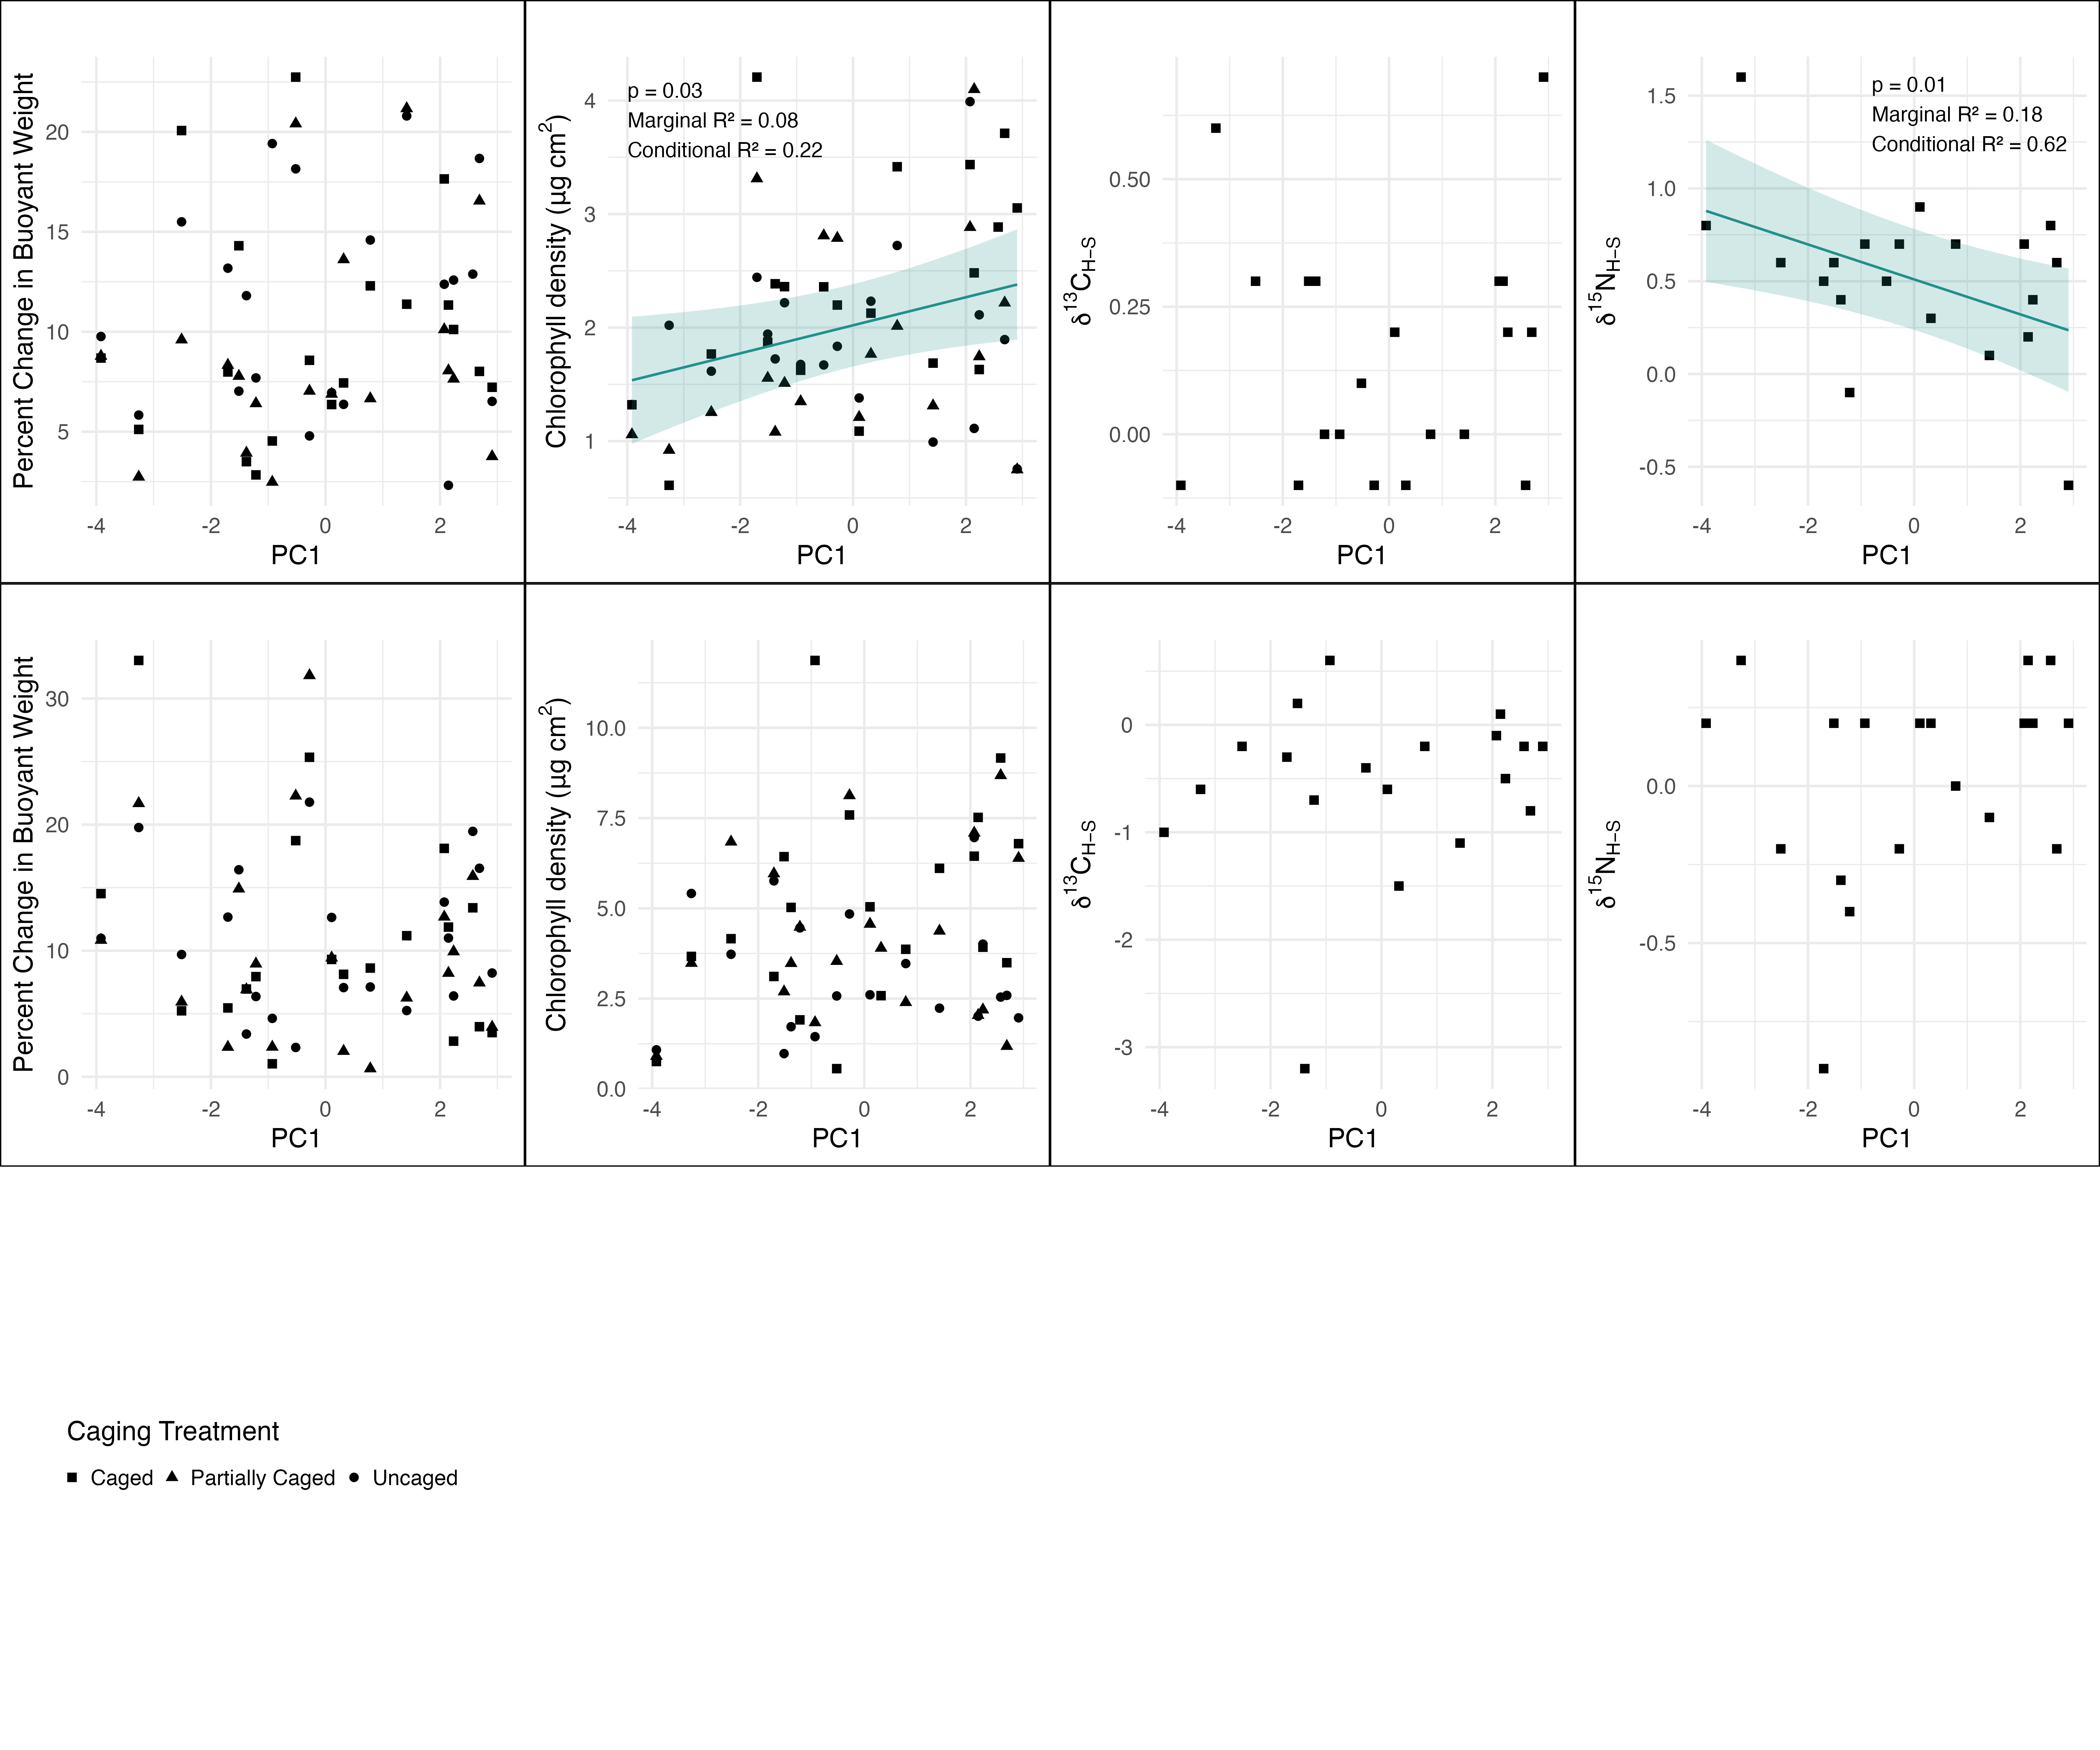 Percent Change in Buoyant Weight
20
15
10
5
-4 -2 0 2
PC1
Chlorophyll density (µg cm²)
p = 0.03
Marginal R² = 0.08
Conditional R² = 0.22
4
3
2
1
-4 -2 0 2
PC1
δ¹³C_H−S
0.50
0.25
0.00
-4 -2 0 2
PC1
δ¹⁵N_H−S
p = 0.01
Marginal R² = 0.18
Conditional R² = 0.62
1.5
1.0
0.5
0.0
-0.5
-4 -2 0 2
PC1
Percent Change in Buoyant Weight
30
20
10
0
-4 -2 0 2
PC1
Chlorophyll density (µg cm²)
10.0
7.5
5.0
2.5
0.0
-4 -2 0 2
PC1
δ¹³C_H−S
0
-1
-2
-3
-4 -2 0 2
PC1
δ¹⁵N_H−S
0.0
-0.5
-4 -2 0 2
PC1
Caging Treatment
Caged Partially Caged Uncaged